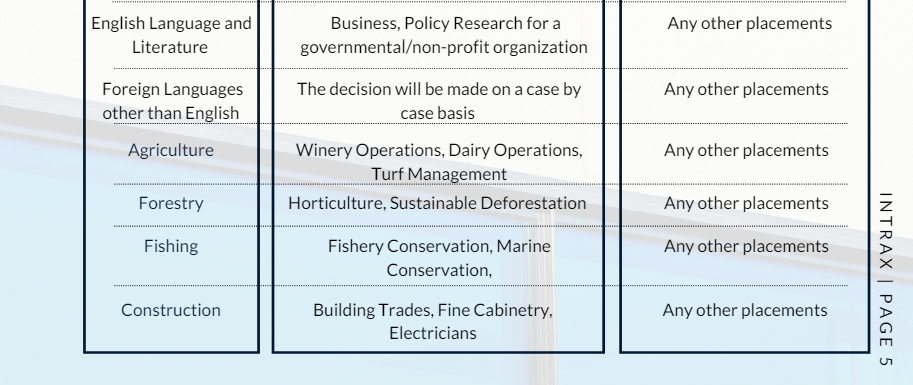 English Language and
Literature
Business, Policy Research for a
governmental/non-profit organization
Any other placements
Foreign Languages
other than English
The decision will be made on a case by
case basis
Any other placements
Agriculture
Winery Operations, Dairy Operations,
Turf Management
Any other placements
Forestry
Horticulture, Sustainable Deforestation
Any other placements
Fishing
Fishery Conservation, Marine
Conservation,
Any other placements
Construction
Building Trades, Fine Cabinetry,
Electricians
Any other placements
INTRAX | PAGE 5